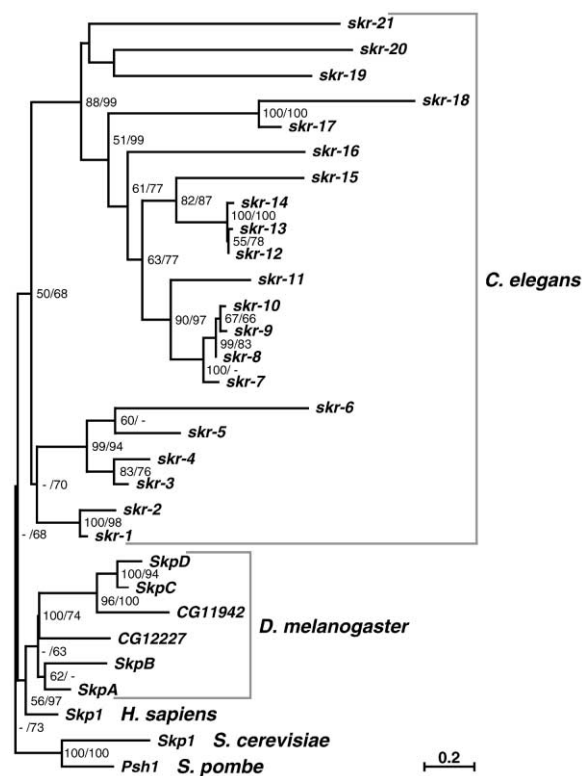 skr-21
skr-20
skr-19
88/99
skr-18
100/100
skr-17
51/99
skr-16
61/77
skr-15
82/87
skr-14
100/100
skr-13
55/78
skr-12
63/77
skr-11
C. elegans
50/68
skr-10
90/97
67/66
skr-9
99/83
skr-8
100/ -
skr-7
skr-6
60/ -
skr-5
99/94
skr-4
83/76
skr-3
- /70
skr-2
100/98
- /68
skr-1
SkpD
100/94
SkpC
96/100
100/74
CG11942
D. melanogaster
CG12227
- /63
SkpB
62/ -
SkpA
56/97
Skp1 H. sapiens
- /73
Skp1 S. cerevisiae
100/100
Psh1 S. pombe
0.2